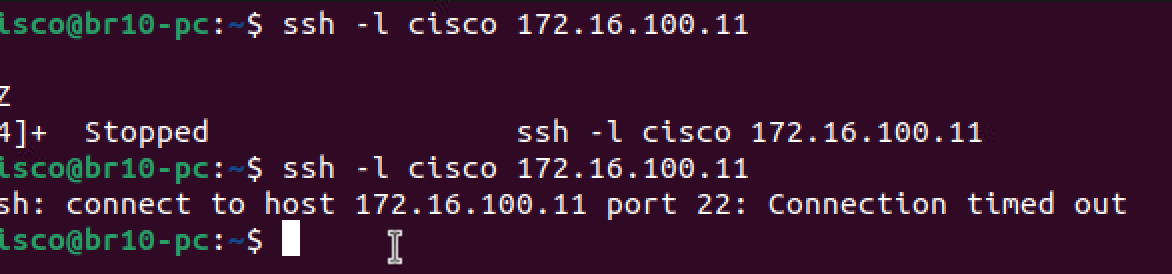 isco@br10-pc:~$ ssh -l cisco 172.16.100.11
Z
4]+  Stopped                 ssh -l cisco 172.16.100.11
isco@br10-pc:~$ ssh -l cisco 172.16.100.11
sh: connect to host 172.16.100.11 port 22: Connection timed out
isco@br10-pc:~$